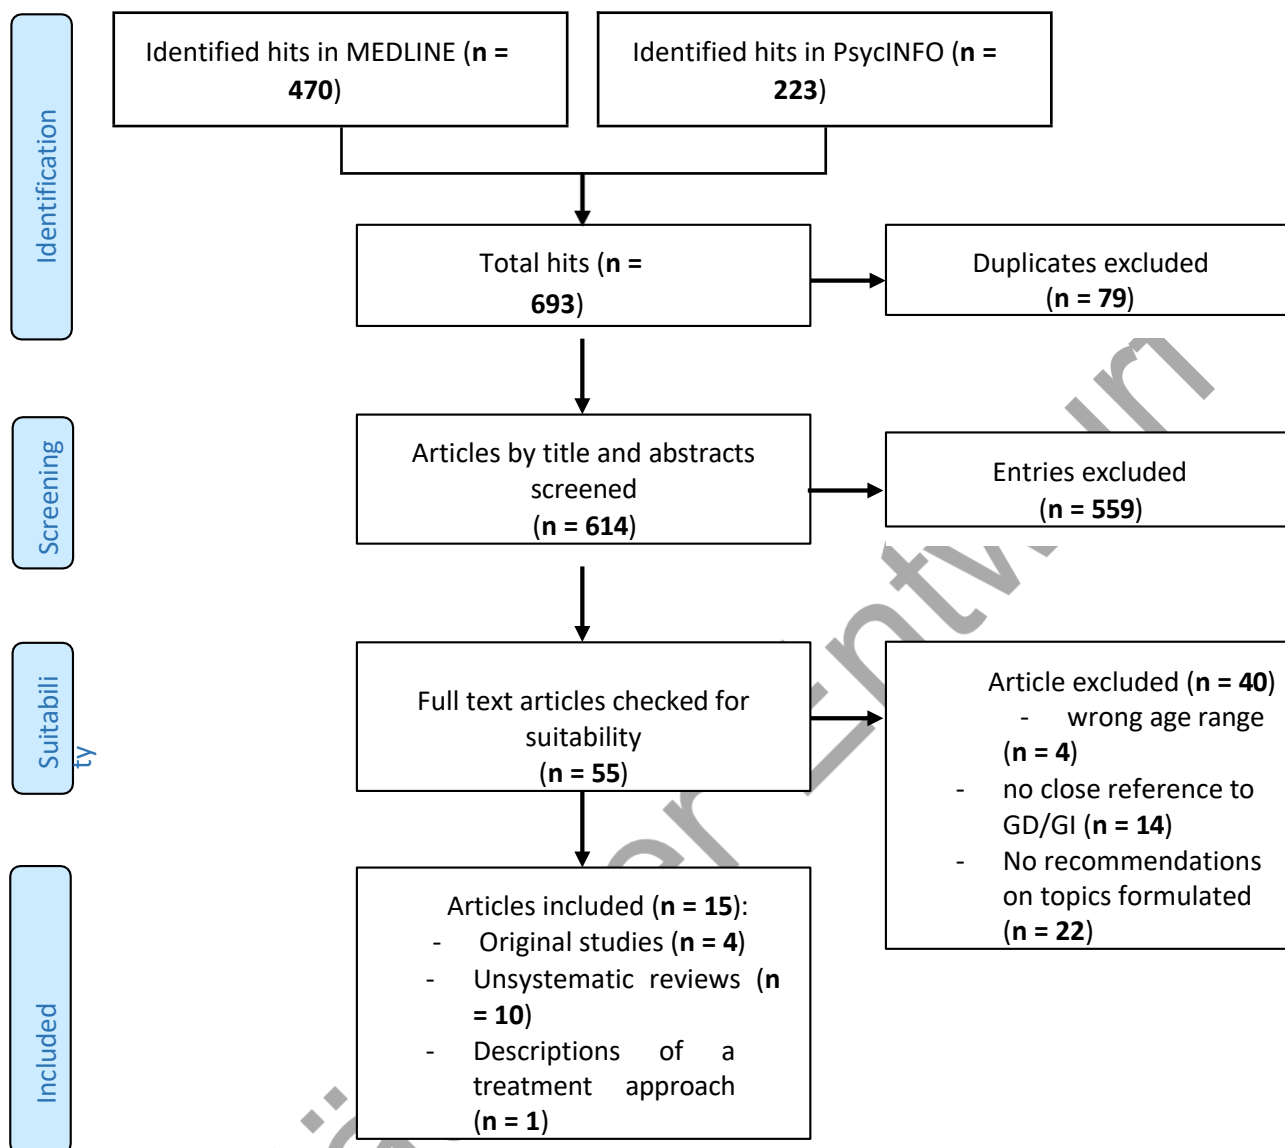 Identification
Identified hits in MEDLINE (n =
470)
Identified hits in PsycINFO (n =
223)
Total hits (n =
693)
Duplicates excluded
(n = 79)
Screening
Articles by title and abstracts
screened
(n = 614)
Entries excluded
(n = 559)
Suitabili
ty
Full text articles checked for
suitability
(n = 55)
Article excluded (n = 40)
- wrong age range
(n = 4)
- no close reference to
GD/GI (n = 14)
- No recommendations
on topics formulated
(n = 22)
Included
Articles included (n = 15):
- Original studies (n = 4)
- Unsystematic reviews (n
= 10)
- Descriptions of a
treatment approach
(n = 1)